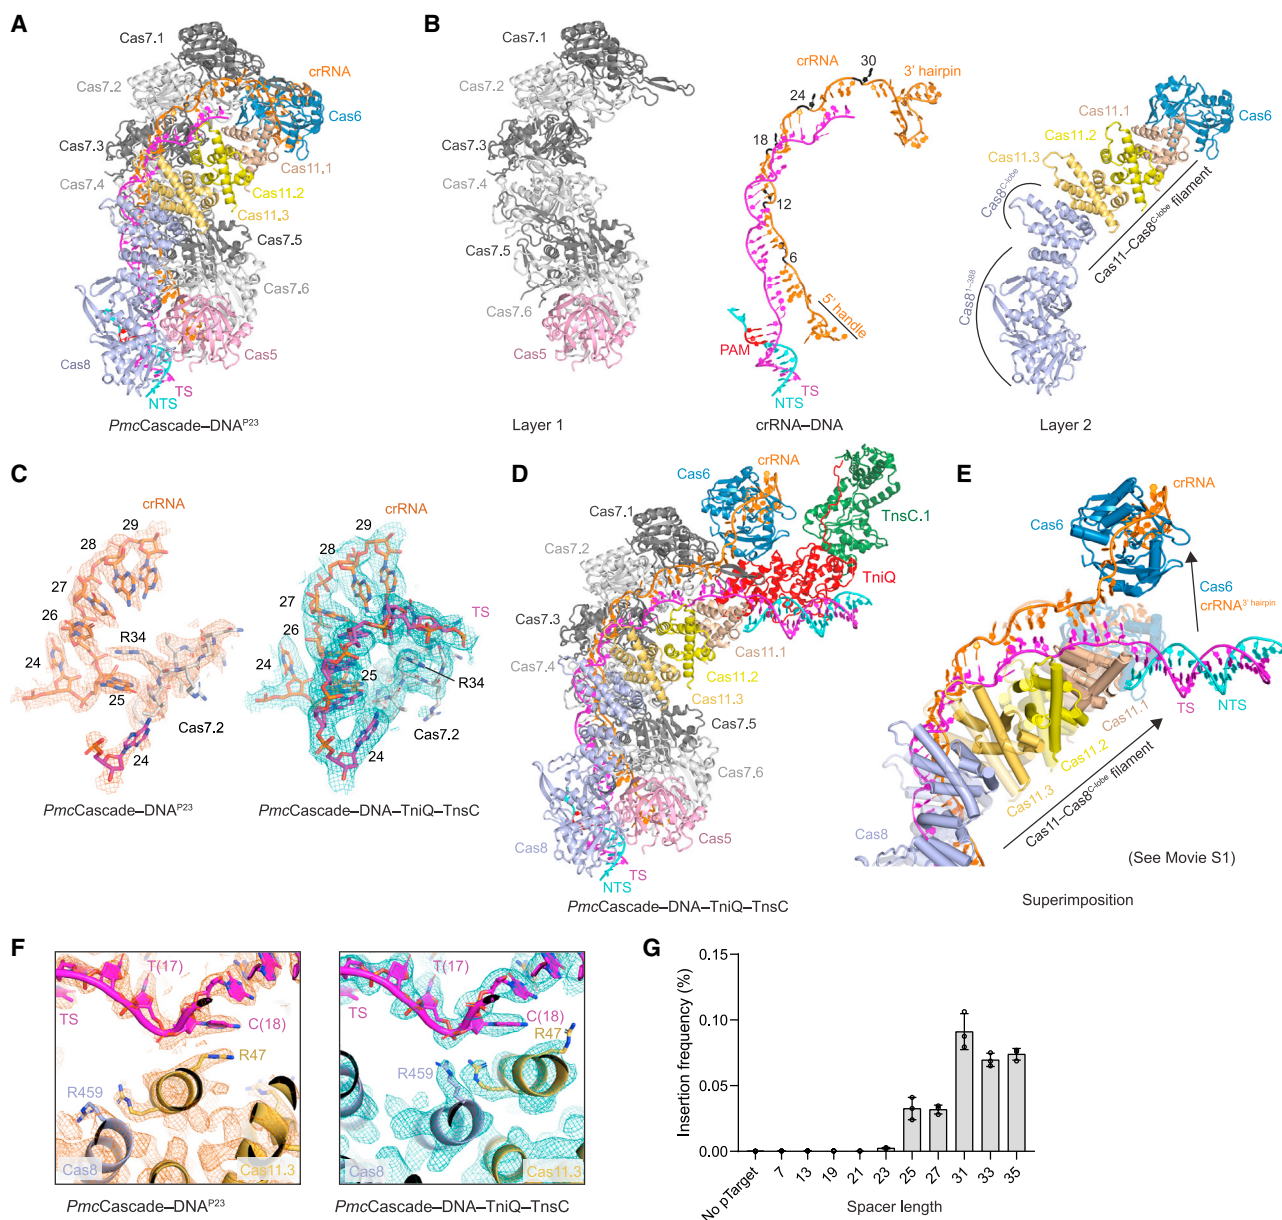 A
Cas7.1
Cas7.2
crRNA
Cas6
Cas7.3
Cas11.1
Cas7.4
Cas11.2
Cas11.3
Cas7.5
Cas7.6
Cas8
Cas5
TS
NTS
PmcCascade–DNAP23
B
Cas7.1
Cas7.2
Cas7.3
Cas7.4
Cas7.5
Cas7.6
Cas5
Layer 1
crRNA
30
3' hairpin
24
18
12
6
5' handle
PAM
TS
NTS
crRNA–DNA
Cas6
Cas11.1
Cas11.2
Cas11.3
Cas8C-lobe
Cas11–Cas8C-lobe filament
Cas81–388
Layer 2
C
crRNA
29
28
27
26
R34
24
25
Cas7.2
24
PmcCascade–DNAP23
crRNA
29
28
TS
27
26
24
25
R34
Cas7.2
24
PmcCascade–DNA–TniQ–TnsC
D
Cas6
crRNA
Cas7.1
TnsC.1
Cas7.2
TniQ
Cas7.3
Cas11.1
NTS
TS
Cas7.4
Cas11.2
Cas11.3
Cas7.5
Cas7.6
Cas8
Cas5
TS
NTS
PmcCascade–DNA–TniQ–TnsC
E
crRNA
Cas6
Cas6
crRNA3' hairpin
Cas11.1
TS
NTS
Cas11.2
Cas11.3
Cas11–Cas8C-lobe filament
Cas8
(See Movie S1)
Superimposition
F
T(17)
TS
C(18)
R47
R459
Cas8
Cas11.3
PmcCascade–DNAP23
T(17)
TS
C(18)
R47
R459
Cas8
Cas11.3
PmcCascade–DNA–TniQ–TnsC
G
Insertion frequency (%)
0.15
0.10
0.05
0.00
No pTarget
7
13
19
21
23
25
27
31
33
35
Spacer length